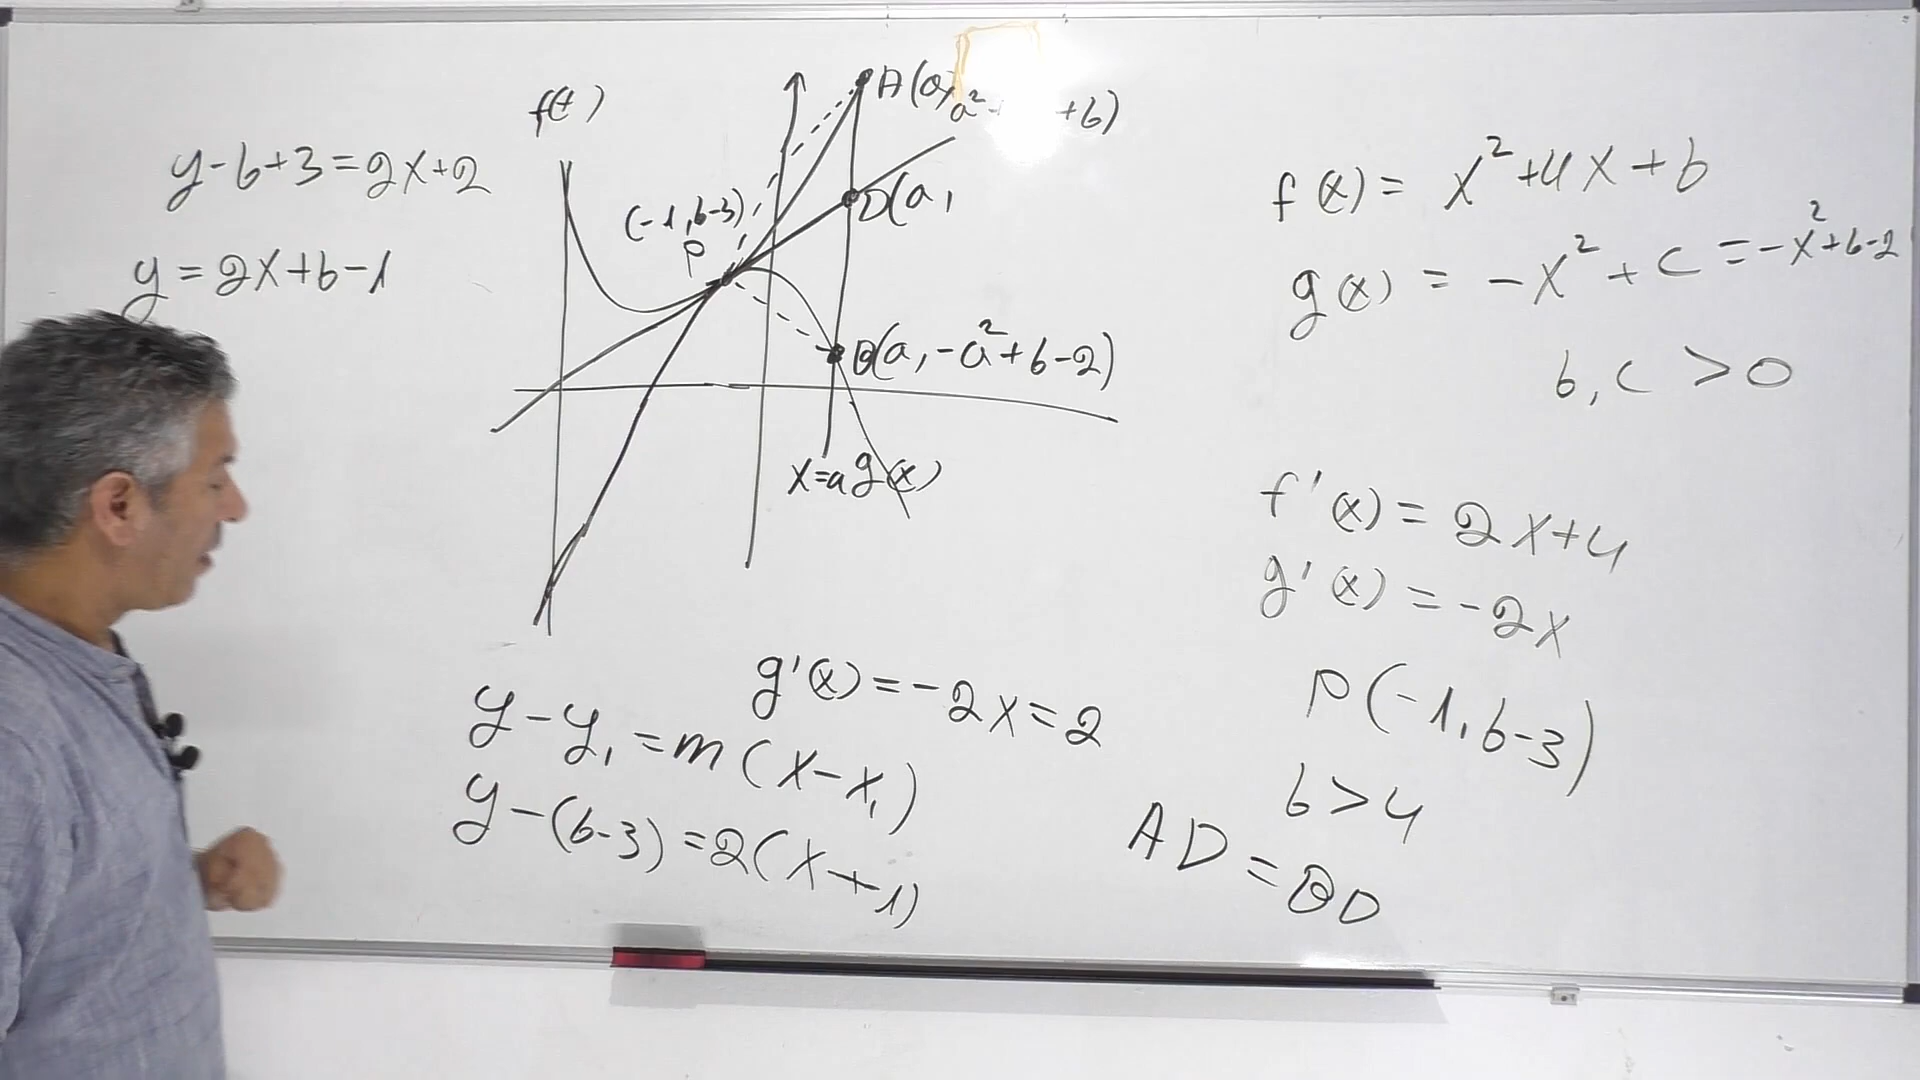 y-b+3=2x+2
y=2x+b-1
f(x)
A(a, a²+ +b)
(-1, b-3)
P
D(a,
B(a, -a²+b-2)
x=a g(x)
g'(x)=-2x=2
y-y₁=m(x-x₁)
y-(b-3)=2(x+1)
f(x)= x²+4x+b
g(x) = -x²+c =-x²+b-2
b,c >0
f'(x)=2x+4
g'(x)=-2x
P(-1, b-3)
b>4
AD=BD